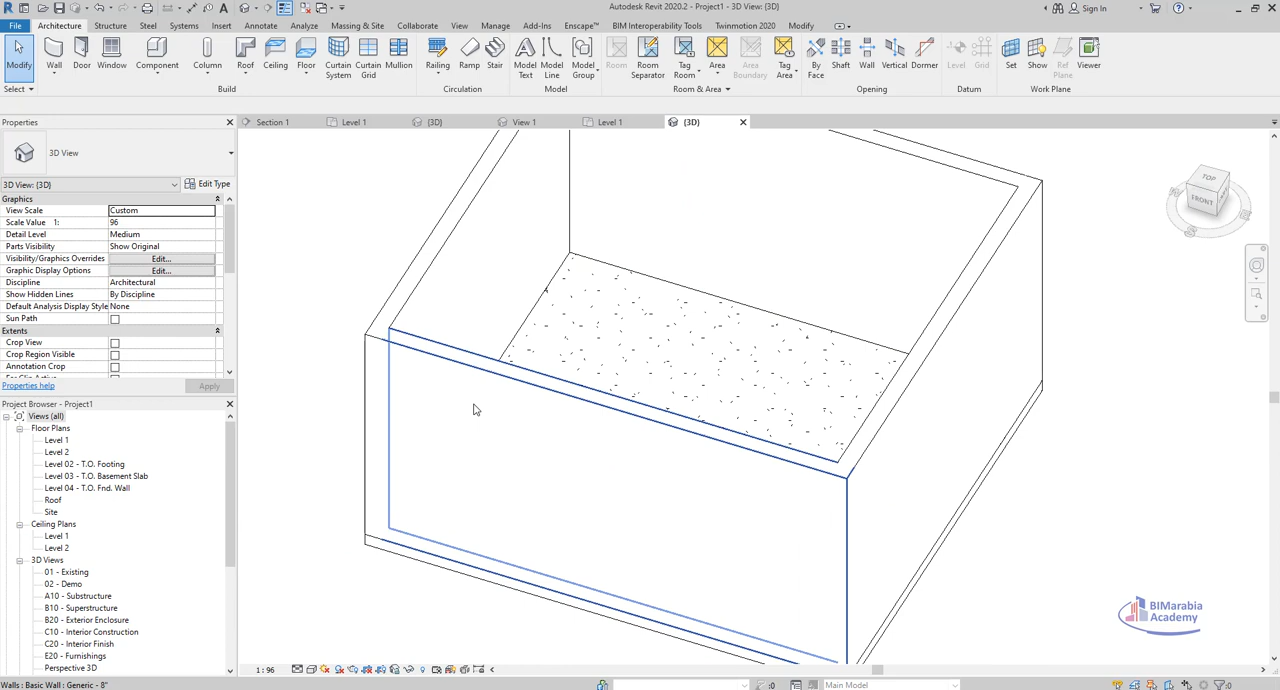 Autodesk Revit 2020.2 - Project1 - 3D View: {3D}
Sign In
File Architecture Structure Steel Systems Insert Annotate Analyze Massing & Site Collaborate View Manage Add-Ins Enscape™ BIM Interoperability Tools Twinmotion 2020 Modify
Modify Wall Door Window Component Column Roof Ceiling Floor Curtain System Curtain Grid Mullion Railing Ramp Stair Model Text Model Line Model Group Room Room Separator Tag Room Area Area Boundary Tag Area By Face Shaft Wall Vertical Dormer Level Grid Set Show Ref Plane Viewer
Select Build Circulation Model Room & Area Opening Datum Work Plane
Properties
Section 1 Level 1 {3D} View 1 Level 1 {3D}
3D View
3D View: {3D} Edit Type
Graphics
View Scale Custom
Scale Value 1: 96
Detail Level Medium
Parts Visibility Show Original
Visibility/Graphics Overrides Edit...
Graphic Display Options Edit...
Discipline Architectural
Show Hidden Lines By Discipline
Default Analysis Display Style None
Sun Path
Extents
Crop View
Crop Region Visible
Annotation Crop
Properties help Apply
Project Browser - Project1
Views (all)
Floor Plans
Level 1
Level 2
Level 02 - T.O. Footing
Level 03 - T.O. Basement Slab
Level 04 - T.O. Fnd. Wall
Roof
Site
Ceiling Plans
Level 1
Level 2
3D Views
01 - Existing
02 - Demo
A10 - Substructure
B10 - Superstructure
B20 - Exterior Enclosure
C10 - Interior Construction
C20 - Interior Finish
E20 - Furnishings
Perspective 3D
TOP
FRONT
BIMarabia
Academy
1 : 96
Walls : Basic Wall : Generic - 8"
:0
Main Model
:0